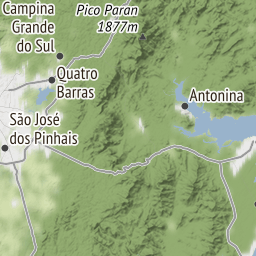 Campina
Grande
do Sul
Pico Paran
1877m
Quatro
Barras
Antonina
São José
dos Pinhais